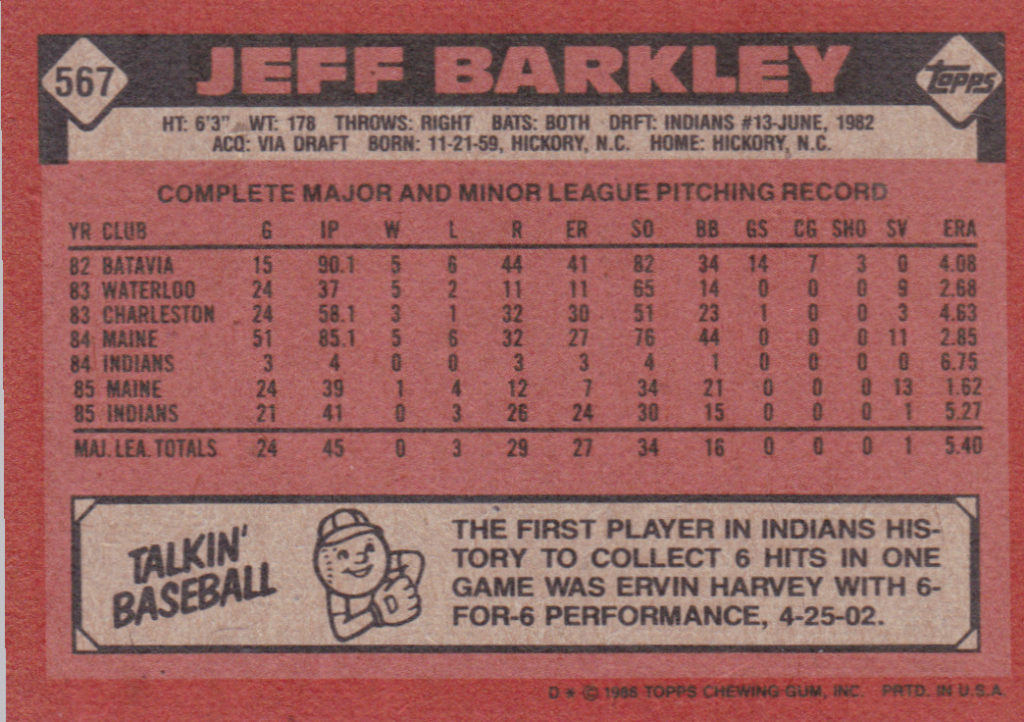 567 JEFF BARKLEY TOPPS
HT: 6'3" WT: 178 THROWS: RIGHT BATS: BOTH DRFT: INDIANS #13-JUNE, 1982
ACQ: VIA DRAFT BORN: 11-21-59, HICKORY, N.C. HOME: HICKORY, N.C.
COMPLETE MAJOR AND MINOR LEAGUE PITCHING RECORD
YR CLUB G IP W L R ER SO BB GS CG SHO SV ERA
82 BATAVIA 15 90.1 5 6 44 41 82 34 14 7 3 0 4.08
83 WATERLOO 24 37 5 2 11 11 65 14 0 0 0 9 2.68
83 CHARLESTON 24 58.1 3 1 32 30 51 23 1 0 0 3 4.63
84 MAINE 51 85.1 5 6 32 27 76 44 0 0 0 11 2.85
84 INDIANS 3 4 0 0 3 3 4 1 0 0 0 0 6.75
85 MAINE 24 39 1 4 12 7 34 21 0 0 0 13 1.62
85 INDIANS 21 41 0 3 26 24 30 15 0 0 0 1 5.27
MAJ. LEA. TOTALS 24 45 0 3 29 27 34 16 0 0 0 1 5.40
TALKIN'
BASEBALL
THE FIRST PLAYER IN INDIANS HIS-
TORY TO COLLECT 6 HITS IN ONE
GAME WAS ERVIN HARVEY WITH 6-
FOR-6 PERFORMANCE, 4-25-02.
D * © 1986 TOPPS CHEWING GUM, INC. PRTD. IN U.S.A.